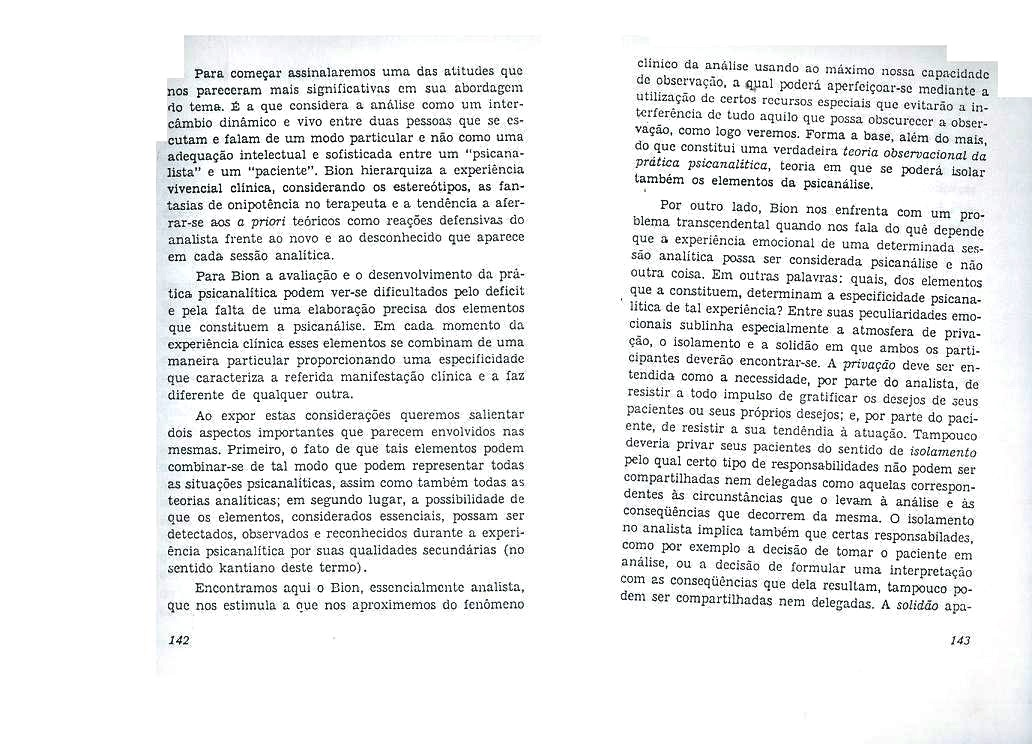 Para começar assinalaremos uma das atitudes que
nos pareceram mais significativas em sua abordagem
do tema. É a que considera a análise como um inter-
câmbio dinâmico e vivo entre duas pessoas que se es-
cutam e falam de um modo particular e não como uma
adequação intelectual e sofisticada entre um "psicana-
lista" e um "paciente". Bion hierarquiza a experiência
vivencial clínica, considerando os estereótipos, as fan-
tasias de onipotência no terapeuta e a tendência a afer-
rar-se aos a priori teóricos como reações defensivas do
analista frente ao novo e ao desconhecido que aparece
em cada sessão analítica.
Para Bion a avaliação e o desenvolvimento da prá-
tica psicanalítica podem ver-se dificultados pelo deficit
e pela falta de uma elaboração precisa dos elementos
que constituem a psicanálise. Em cada momento da
experiência clínica esses elementos se combinam de uma
maneira particular proporcionando uma especificidade
que caracteriza a referida manifestação clínica e a faz
diferente de qualquer outra.
Ao expor estas considerações queremos salientar
dois aspectos importantes que parecem envolvidos nas
mesmas. Primeiro, o fato de que tais elementos podem
combinar-se de tal modo que podem representar todas
as situações psicanalíticas, assim como também todas as
teorias analíticas; em segundo lugar, a possibilidade de
que os elementos, considerados essenciais, possam ser
detectados, observados e reconhecidos durante a experi-
ência psicanalítica por suas qualidades secundárias (no
sentido kantiano deste termo).
Encontramos aqui o Bion, essencialmente analista,
que nos estimula a que nos aproximemos do fenômeno
142
clínico da análise usando ao máximo nossa capacidade
de observação, a qual poderá aperfeiçoar-se mediante a
utilização de certos recursos especiais que evitarão a in-
terferência de tudo aquilo que possa obscurecer a obser-
vação, como logo veremos. Forma a base, além do mais,
do que constitui uma verdadeira teoria observacional da
prática psicanalítica, teoria em que se poderá isolar
também os elementos da psicanálise.
Por outro lado, Bion nos enfrenta com um pro-
blema transcendental quando nos fala do quê depende
que a experiência emocional de uma determinada ses-
são analítica possa ser considerada psicanálise e não
outra coisa. Em outras palavras: quais, dos elementos
que a constituem, determinam a especificidade psicana-
lítica de tal experiência? Entre suas peculiaridades emo-
cionais sublinha especialmente a atmosfera de priva-
ção, o isolamento e a solidão em que ambos os parti-
cipantes deverão encontrar-se. A privação deve ser en-
tendida como a necessidade, por parte do analista, de
resistir a todo impulso de gratificar os desejos de seus
pacientes ou seus próprios desejos; e, por parte do paci-
ente, de resistir a sua tendêndia à atuação. Tampouco
deveria privar seus pacientes do sentido de isolamento
pelo qual certo tipo de responsabilidades não podem ser
compartilhadas nem delegadas como aquelas correspon-
dentes às circunstâncias que o levam à análise e às
conseqüências que decorrem da mesma. O isolamento
no analista implica também que certas responsabilades,
como por exemplo a decisão de tomar o paciente em
análise, ou a decisão de formular uma interpretação
com as conseqüências que dela resultam, tampouco po-
dem ser compartilhadas nem delegadas. A solidão apa-
143